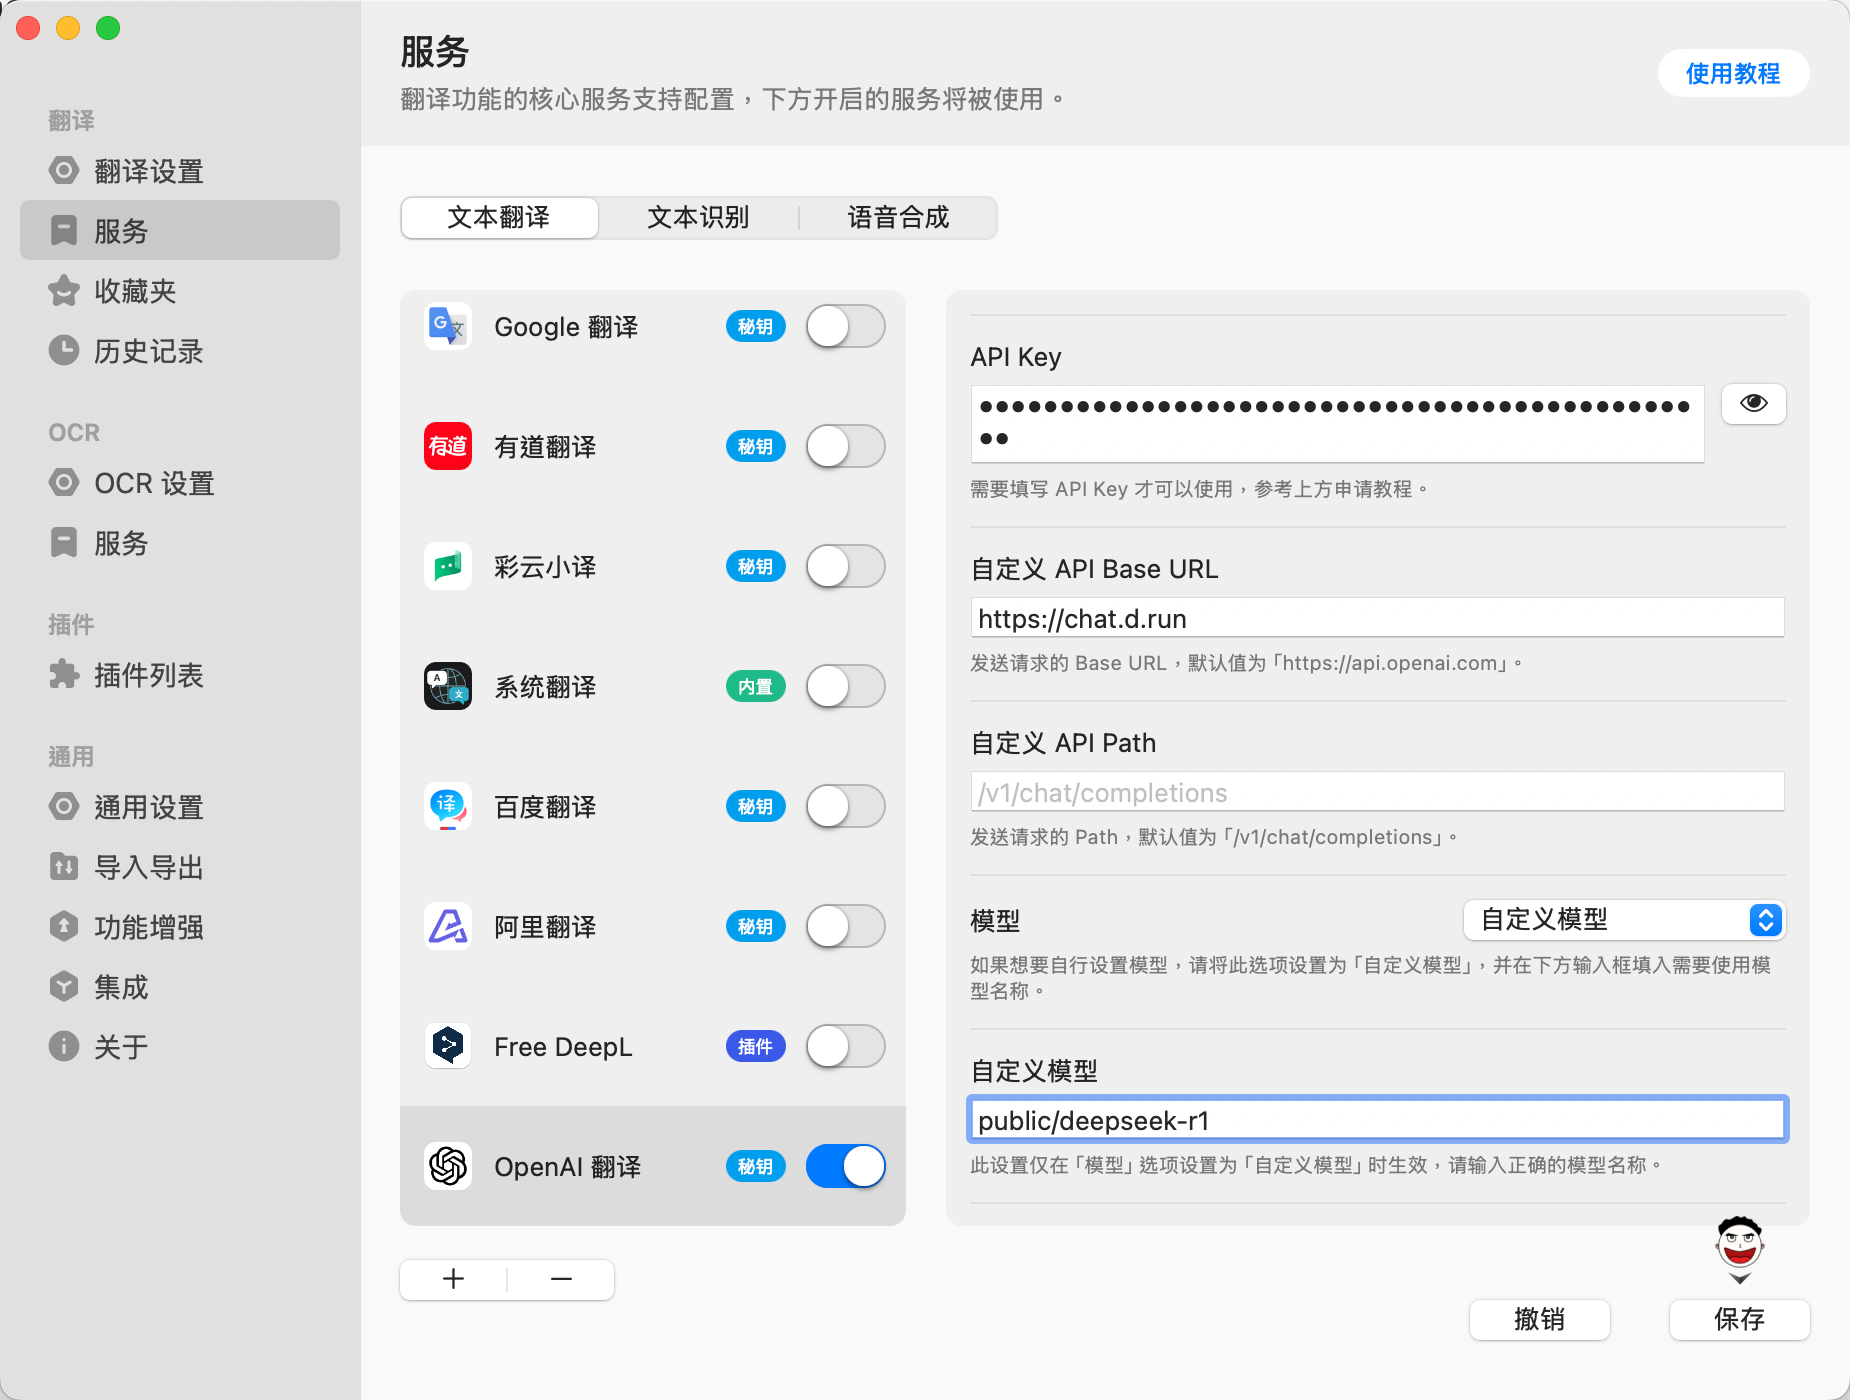 服务
翻译功能的核心服务支持配置，下方开启的服务将被使用。
使用教程
翻译
翻译设置
服务
收藏夹
历史记录
OCR
OCR 设置
服务
插件
插件列表
通用
通用设置
导入导出
功能增强
集成
关于
文本翻译
文本识别
语音合成
Google 翻译
秘钥
有道
有道翻译
秘钥
彩云小译
秘钥
系统翻译
内置
译
百度翻译
秘钥
阿里翻译
秘钥
Free DeepL
插件
OpenAI 翻译
秘钥
API Key
需要填写 API Key 才可以使用，参考上方申请教程。
自定义 API Base URL
https://chat.d.run
发送请求的 Base URL，默认值为「https://api.openai.com」。
自定义 API Path
/v1/chat/completions
发送请求的 Path，默认值为「/v1/chat/completions」。
模型
自定义模型
如果想要自行设置模型，请将此选项设置为「自定义模型」，并在下方输入框填入需要使用模
型名称。
自定义模型
public/deepseek-r1
此设置仅在「模型」选项设置为「自定义模型」时生效，请输入正确的模型名称。
撤销
保存